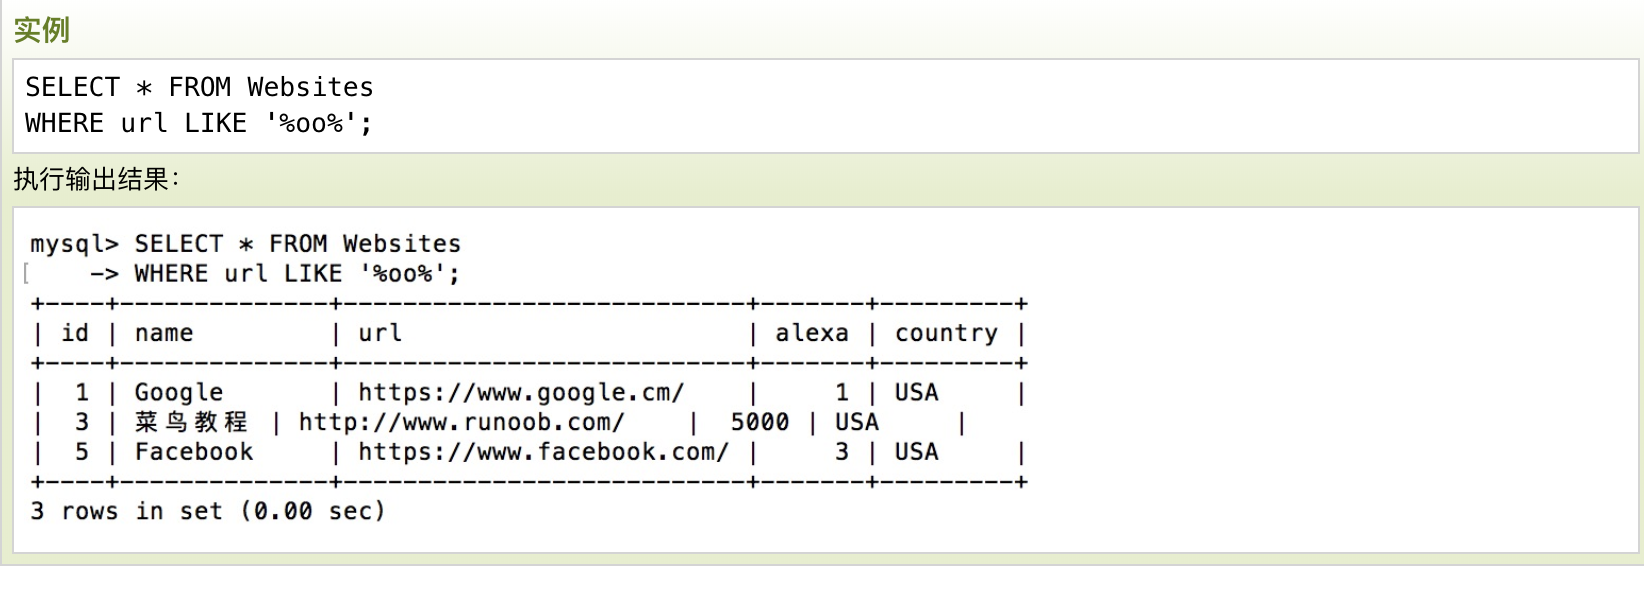 实例
SELECT * FROM Websites
WHERE url LIKE '%oo%';
执行输出结果：
mysql> SELECT * FROM Websites
[    -> WHERE url LIKE '%oo%';
+----+--------------+---------------------------+-------+---------+
| id | name         | url                       | alexa | country |
+----+--------------+---------------------------+-------+---------+
|  1 | Google       | https://www.google.cm/    |     1 | USA     |
|  3 | 菜鸟教程 | http://www.runoob.com/    |  5000 | USA     |
|  5 | Facebook     | https://www.facebook.com/ |     3 | USA     |
+----+--------------+---------------------------+-------+---------+
3 rows in set (0.00 sec)